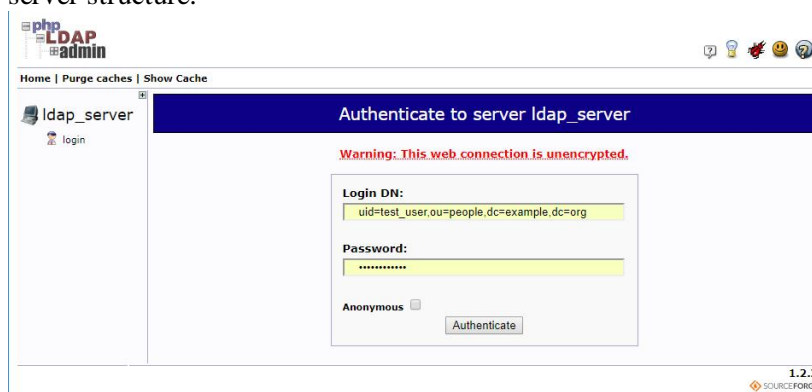 server structure.
php
LDAP
admin
Home | Purge caches | Show Cache
ldap_server
login
Authenticate to server ldap_server
Warning: This web connection is unencrypted.
Login DN:
uid=test_user,ou=people,dc=example,dc=org
Password:
••••••••••••
Anonymous
Authenticate
1.2.
SOURCEFORG